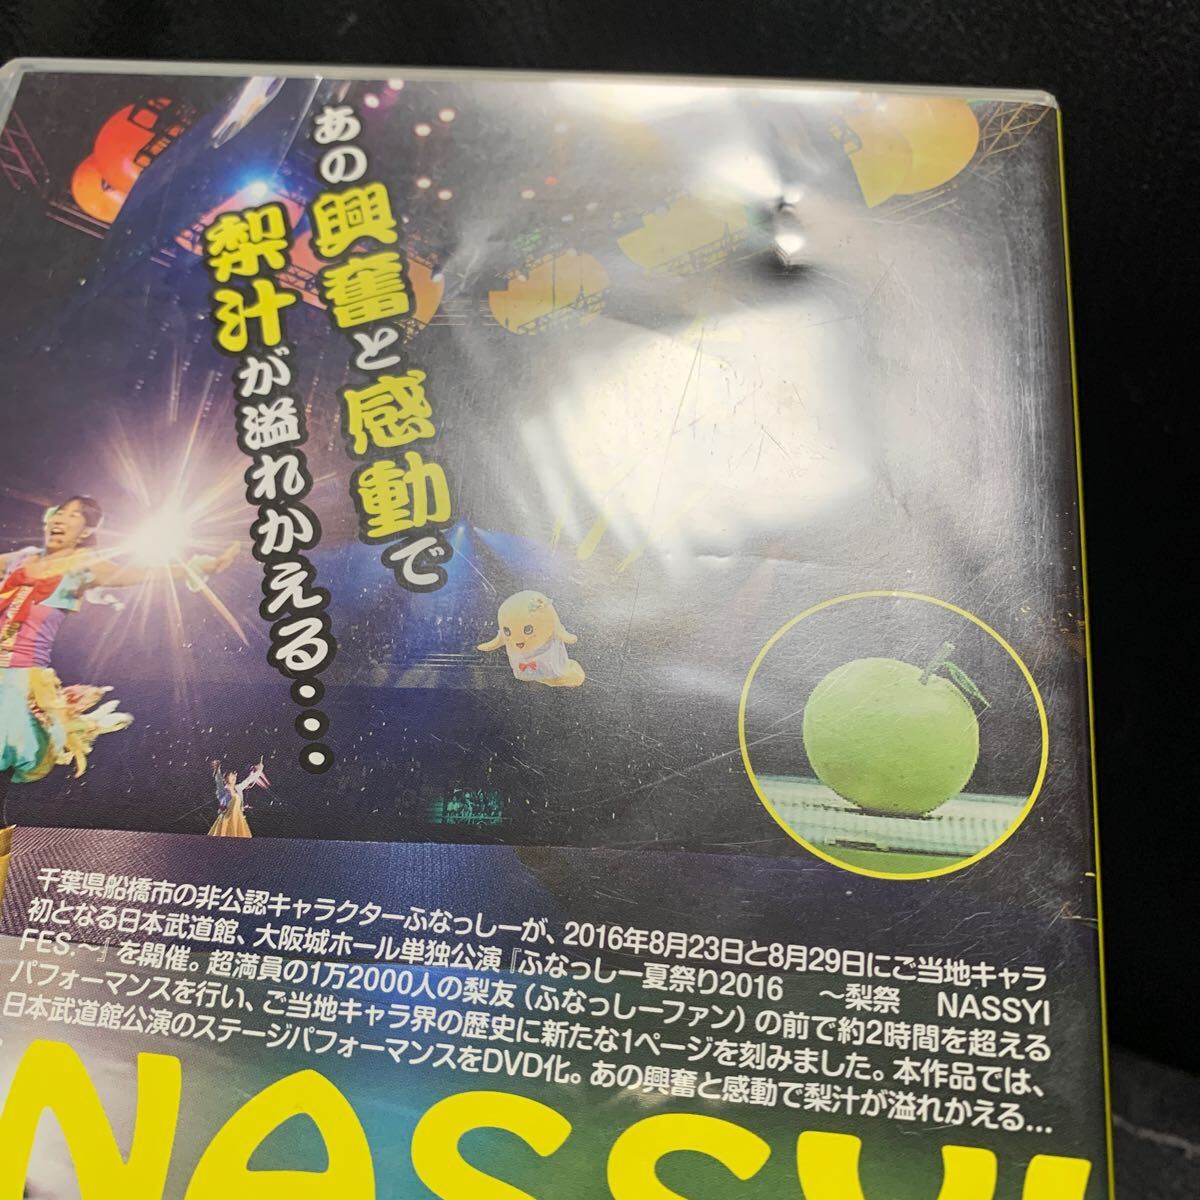 あの興奮と感動で
梨汁が溢れかえる・・・
千葉県船橋市の非公認キャラクターふなっしーが、2016年8月23日と8月29日にご当地キャラ
初となる日本武道館、大阪城ホール単独公演『ふなっしー夏祭り2016　～梨祭　NASSYI
FES.～』を開催。超満員の1万2000人の梨友（ふなっしーファン）の前で約2時間を超える
パフォーマンスを行い、ご当地キャラ界の歴史に新たな1ページを刻みました。本作品では、
日本武道館公演のステージパフォーマンスをDVD化。あの興奮と感動で梨汁が溢れかえる…
NASSYI